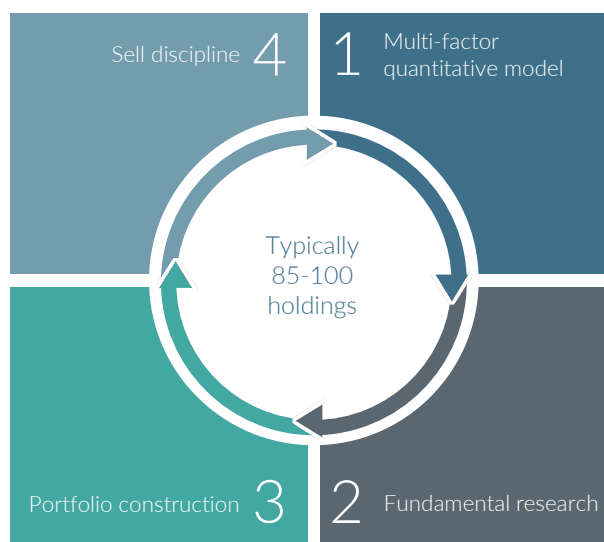 Sell discipline 4
1 Multi-factor
quantitative model
Typically
85-100
holdings
Portfolio construction 3
2 Fundamental research